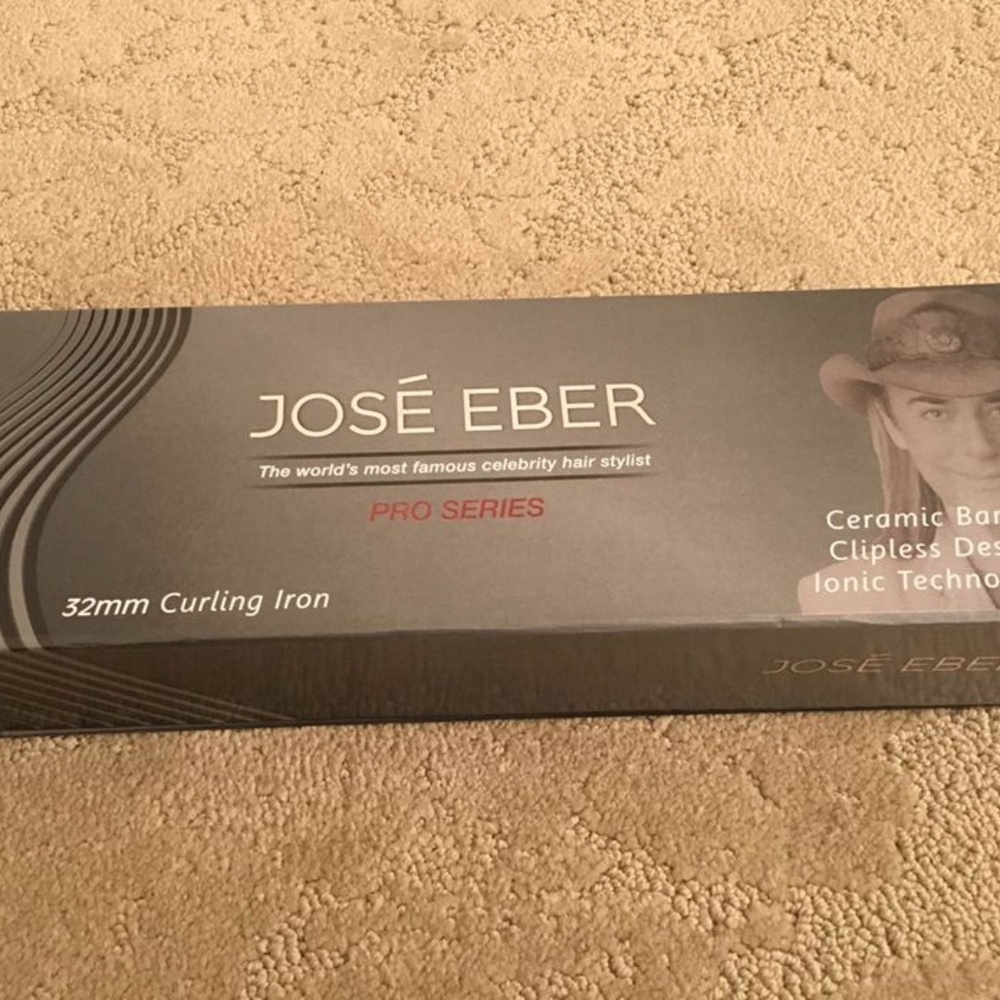 JOSÉ EBER
The world's most famous celebrity hair stylist
PRO SERIES
Ceramic
Clipless
Ionic
32mm Curling Iron
JOSÉ